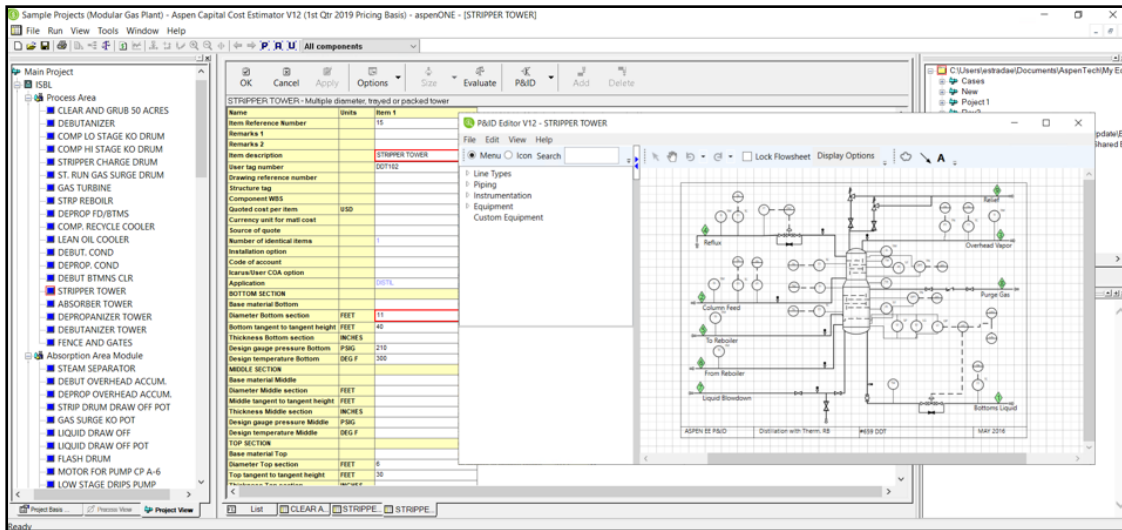 Sample Projects (Modular Gas Plant) - Aspen Capital Cost Estimator V12 (1st Qtr 2019 Pricing Basis) - aspenONE - [STRIPPER TOWER]
File Run View Tools Window Help
All components
Main Project
ISBL
Process Area
CLEAR AND GRUB 50 ACRES
DEBUTANIZER
COMP LO STAGE KO DRUM
COMP HI STAGE KO DRUM
STRIPPER CHARGE DRUM
ST. RUN GAS SURGE DRUM
GAS TURBINE
STRP REBOILR
DEPROP FD/BTMS
COMP. RECYCLE COOLER
LEAN OIL COOLER
DEBUT. COND
DEPROP. COND
DEBUT BTMNS CLR
STRIPPER TOWER
ABSORBER TOWER
DEPROPANIZER TOWER
DEBUTANIZER TOWER
FENCE AND GATES
Absorption Area Module
STEAM SEPARATOR
DEBUT OVERHEAD ACCUM.
DEPROP OVERHEAD ACCUM.
STRIP DRUM DRAW OFF POT
GAS SURGE KO POT
LIQUID DRAW OFF
LIQUID DRAW OFF POT
FLASH DRUM
MOTOR FOR PUMP CP A-6
LOW STAGE DRIPS PUMP
Project Basis ... Process View Project View
Ready
OK Cancel Apply Options Size Evaluate P&ID Add Delete
STRIPPER TOWER - Multiple diameter, trayed or packed tower
Name Units Item 1
Item Reference Number 15
Remarks 1
Remarks 2
Item description STRIPPER TOWER
User tag number DDT102
Drawing reference number
Structure tag
Component WBS
Quoted cost per item USD
Currency unit for matl cost
Source of quote
Number of identical items 1
Installation option
Code of account
Icarus/User COA option
Application DISTIL
BOTTOM SECTION
Base material Bottom
Diameter Bottom section FEET 11
Bottom tangent to tangent height FEET 40
Thickness Bottom section INCHES
Design gauge pressure Bottom PSIG 210
Design temperature Bottom DEG F 300
MIDDLE SECTION
Base material Middle
Diameter Middle section FEET
Middle tangent to tangent height FEET
Thickness Middle section INCHES
Design gauge pressure Middle PSIG
Design temperature Middle DEG F
TOP SECTION
Base material Top
Diameter Top section FEET 6
Top tangent to tangent height FEET 30
List CLEAR A... STRIPPE... STRIPPE...
P&ID Editor V12 - STRIPPER TOWER
File Edit View Help
Menu Icon Search Lock Flowsheet Display Options
Line Types
Piping
Instrumentation
Equipment
Custom Equipment
Relief
Reflux
Overhead Vapor
Column Feed
Purge Gas
To Reboiler
From Reboiler
Liquid Blowdown
Bottoms Liquid
ASPEN EE P&ID Distillation with Therm. RB #639 DDT MAY 2016
C:\Users\estradae\Documents\AspenTech\My Ec
Cases
New
Poject1